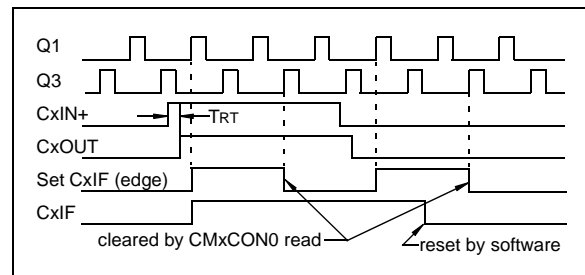 Q1
Q3
CxIN+
TRT
CxOUT
Set CxIF (edge)
CxIF
cleared by CMxCON0 read
reset by software